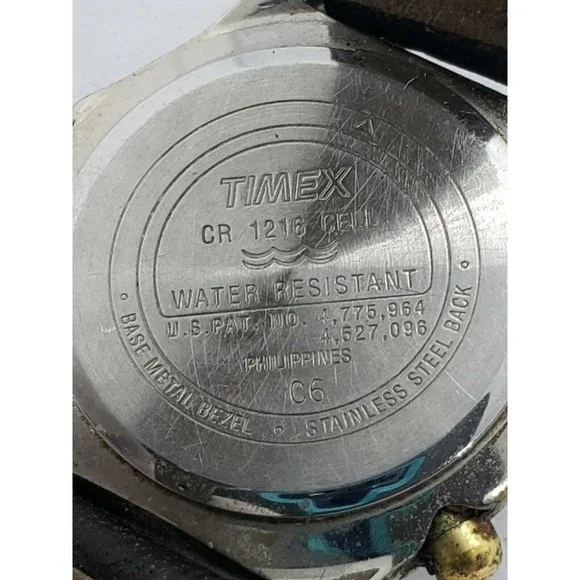 TIMEX
CR 1216 CELL
WATER RESISTANT
U.S. PAT. NO. 4,775,964
4,527,096
PHILIPPINES
C6
• BASE METAL BEZEL • STAINLESS STEEL BACK •